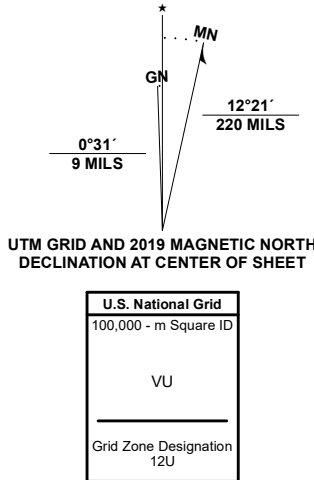 ★
MN
GN
12°21´
220 MILS
0°31´
9 MILS
UTM GRID AND 2019 MAGNETIC NORTH
DECLINATION AT CENTER OF SHEET
U.S. National Grid
100,000 - m Square ID
VU
Grid Zone Designation
12U